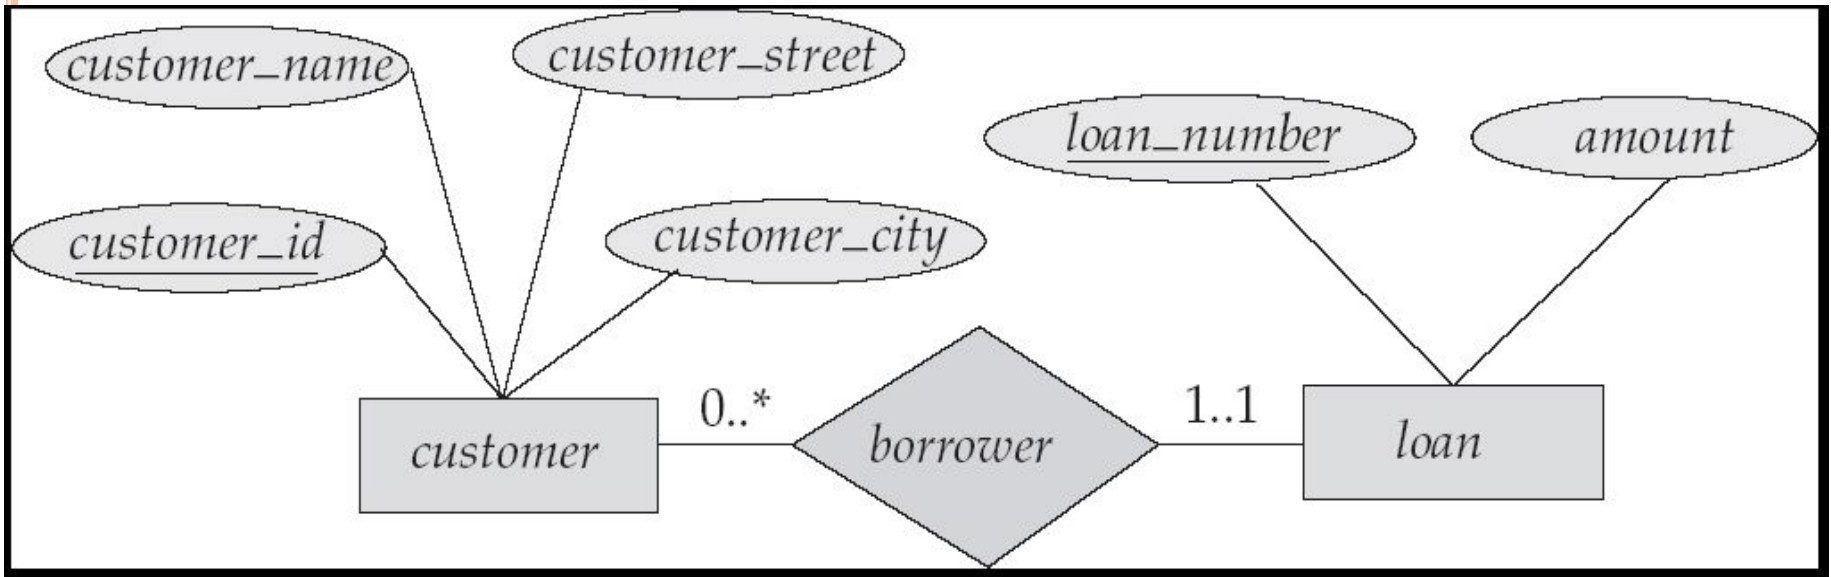 customer_name
customer_street
loan_number
amount
customer_id
customer_city
customer
0..*
borrower
1..1
loan